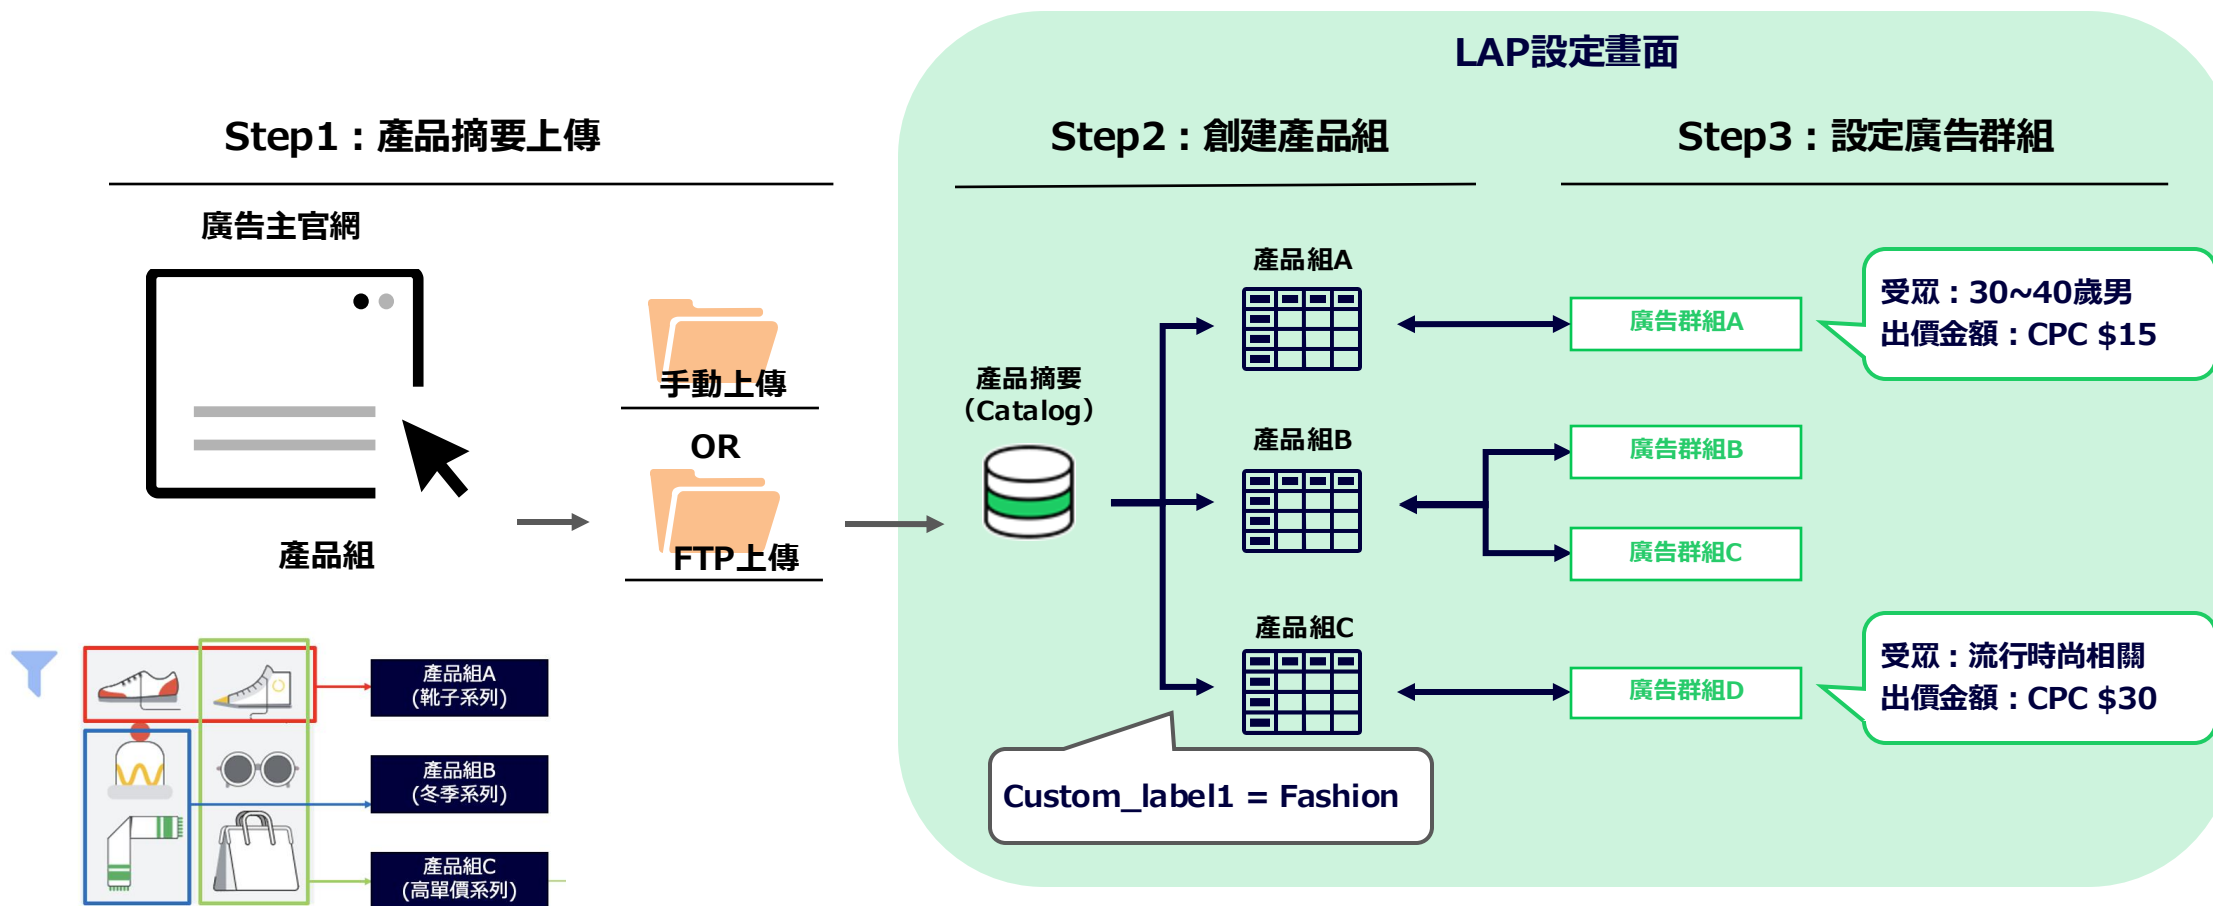 LAP設定畫面
Step1：產品摘要上傳
Step2：創建產品組
Step3：設定廣告群組
廣告主官網
手動上傳
OR
FTP上傳
產品組
產品組A
(靴子系列)
產品組B
(冬季系列)
產品組C
(高單價系列)
產品摘要
（Catalog）
產品組A
產品組B
產品組C
Custom_label1 = Fashion
廣告群組A
廣告群組B
廣告群組C
廣告群組D
受眾：30~40歲男
出價金額：CPC $15
受眾：流行時尚相關
出價金額：CPC $30